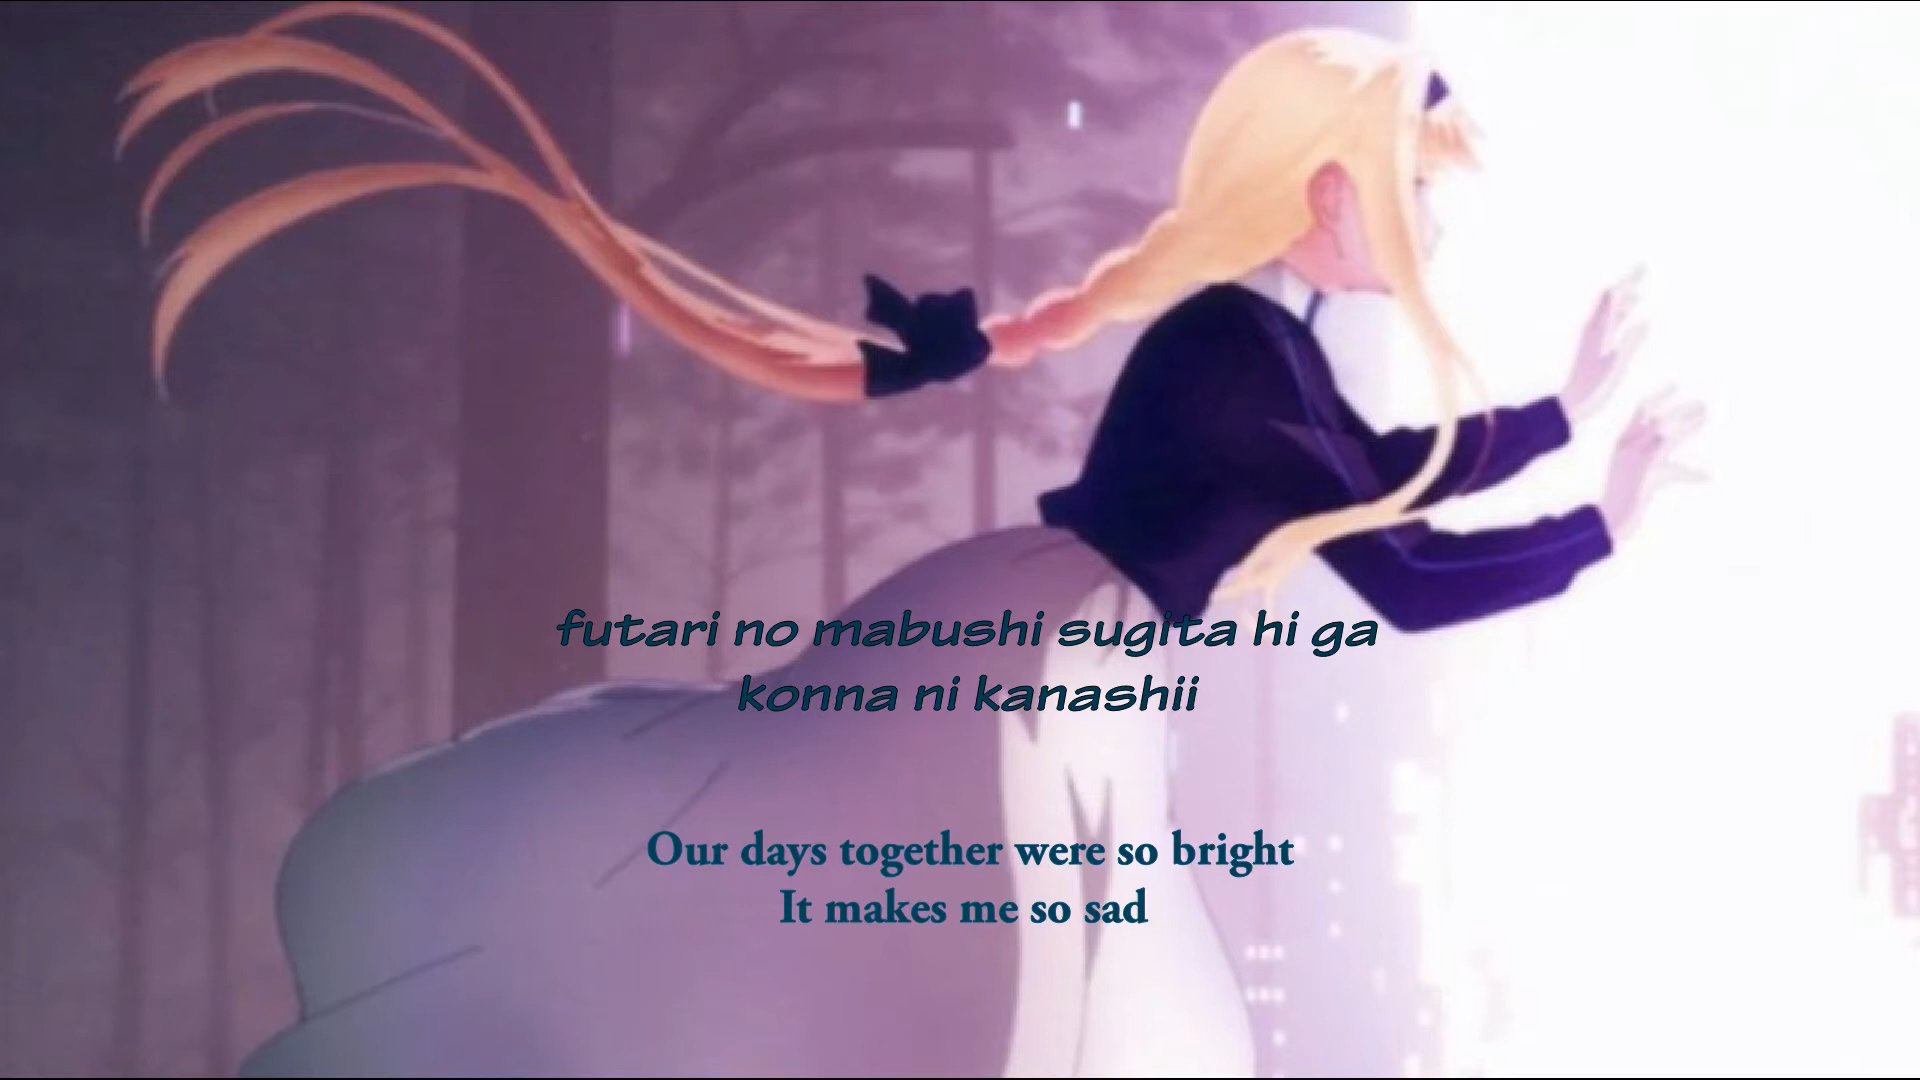 futari no mabushi sugita hi ga
konna ni kanashii
Our days together were so bright
It makes me so sad